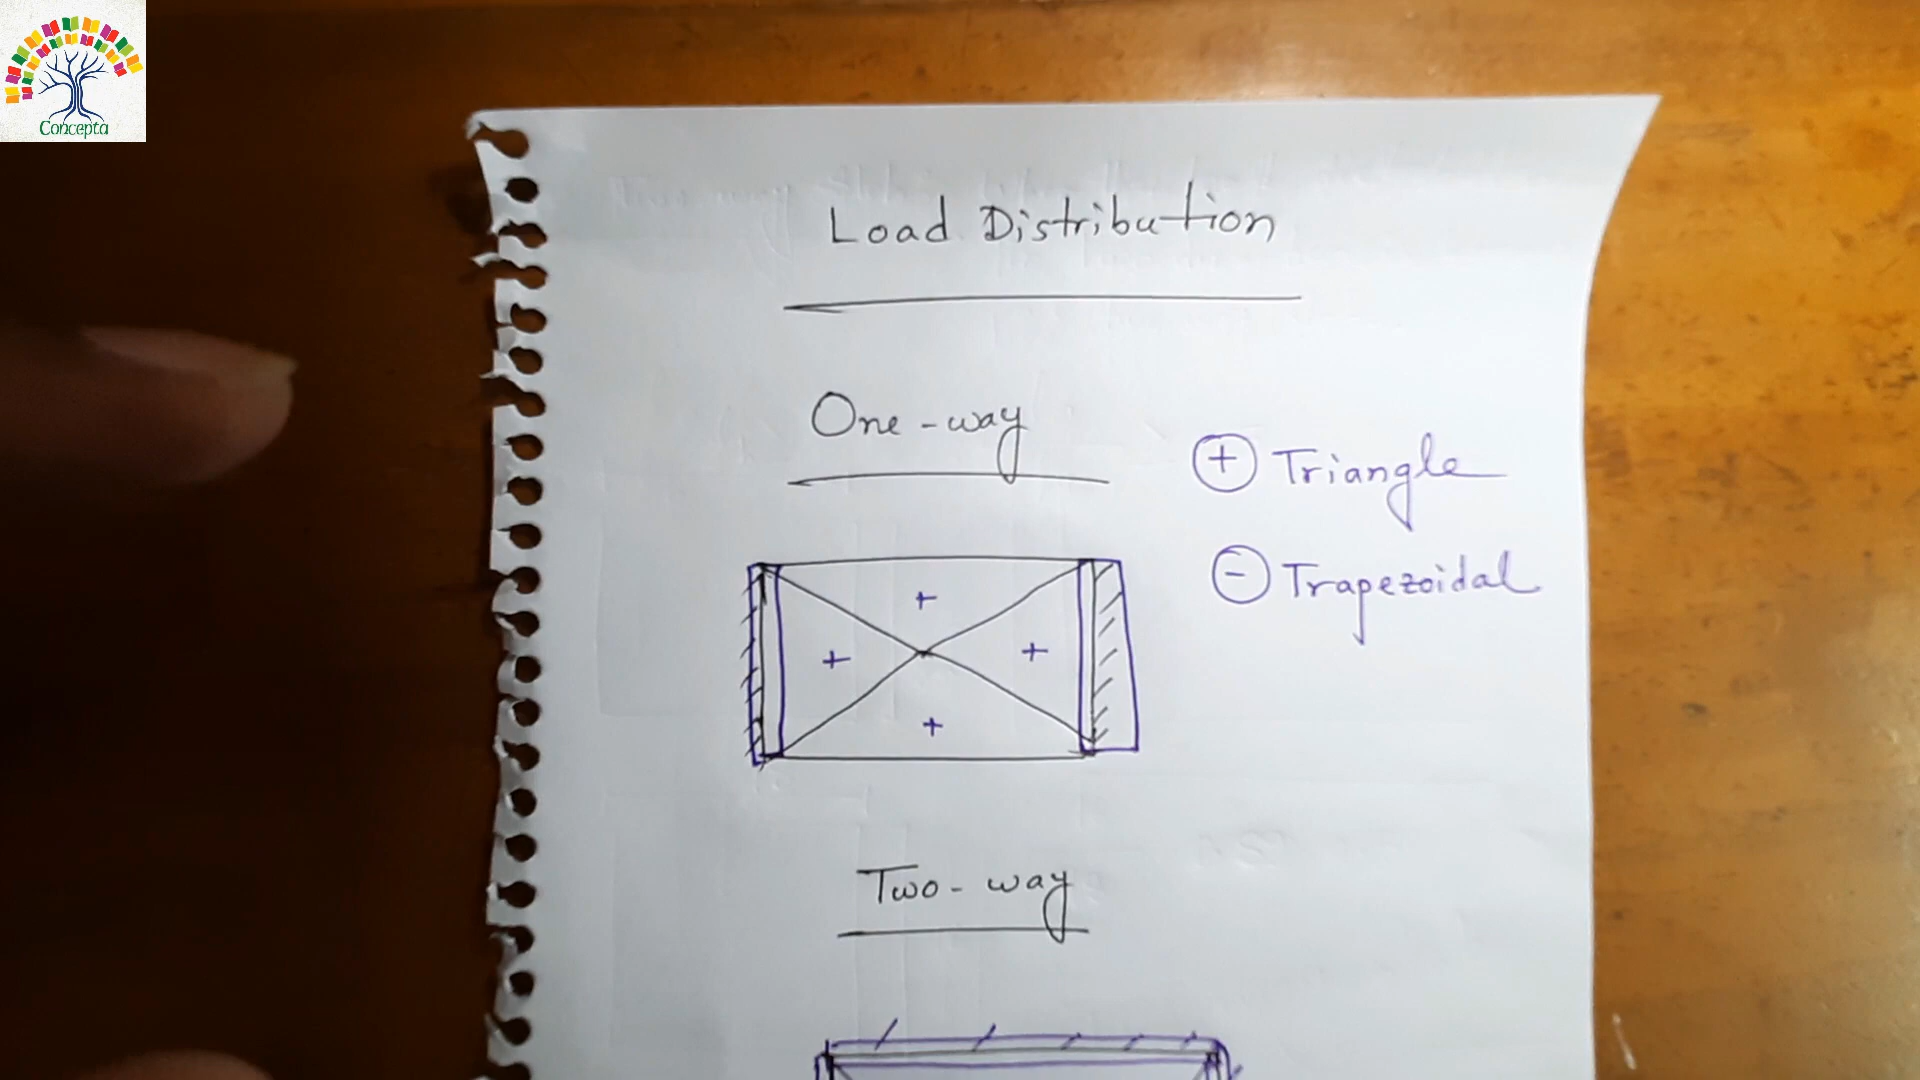 Concepta
Load Distribution
One-way
+ Triangle
- Trapezoidal
+
+ +
+
Two-way